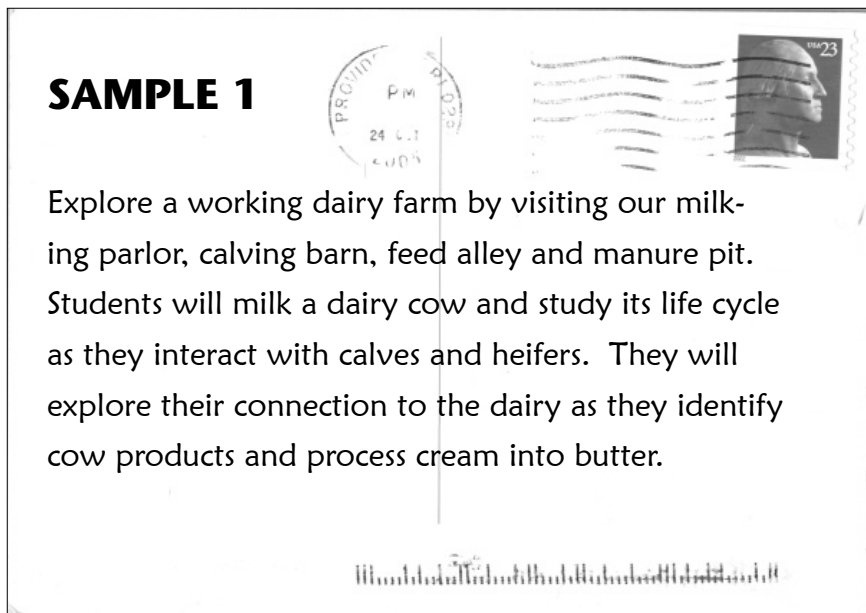 SAMPLE 1
PM
24
USA 23
Explore a working dairy farm by visiting our milk-
ing parlor, calving barn, feed alley and manure pit.
Students will milk a dairy cow and study its life cycle
as they interact with calves and heifers.  They will
explore their connection to the dairy as they identify
cow products and process cream into butter.